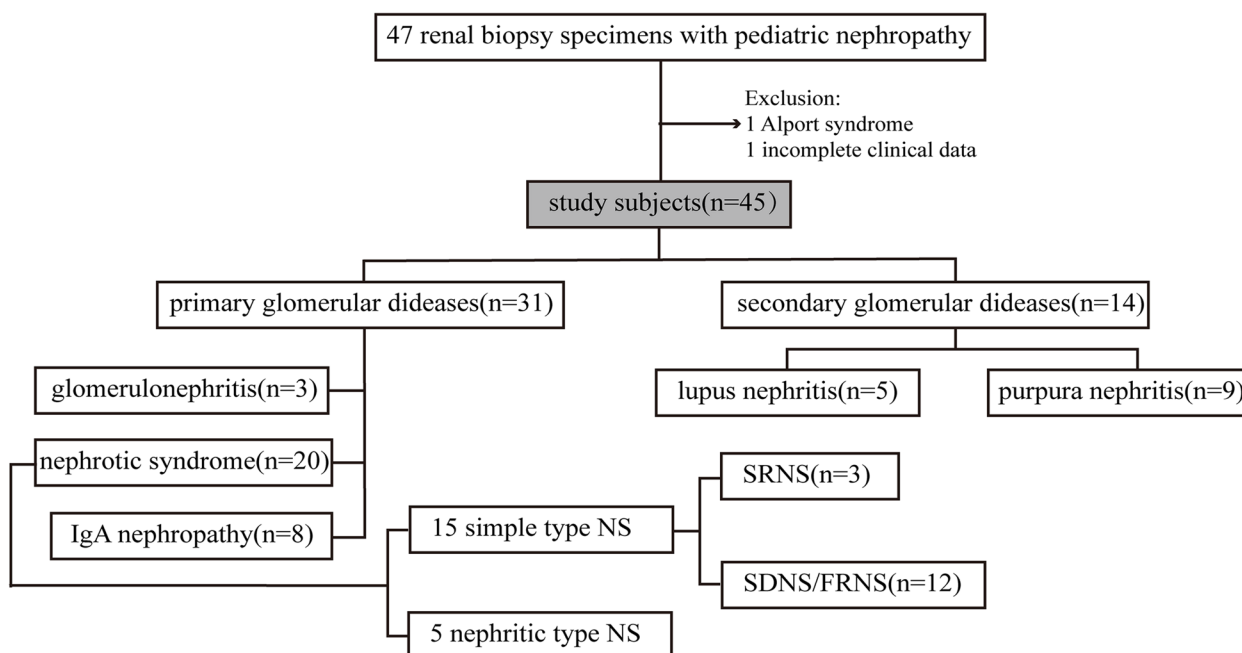 47 renal biopsy specimens with pediatric nephropathy
Exclusion:
1 Alport syndrome
1 incomplete clinical data
study subjects(n=45)
primary glomerular dideases(n=31)
secondary glomerular dideases(n=14)
glomerulonephritis(n=3)
lupus nephritis(n=5)
purpura nephritis(n=9)
nephrotic syndrome(n=20)
SRNS(n=3)
IgA nephropathy(n=8)
15 simple type NS
SDNS/FRNS(n=12)
5 nephritic type NS